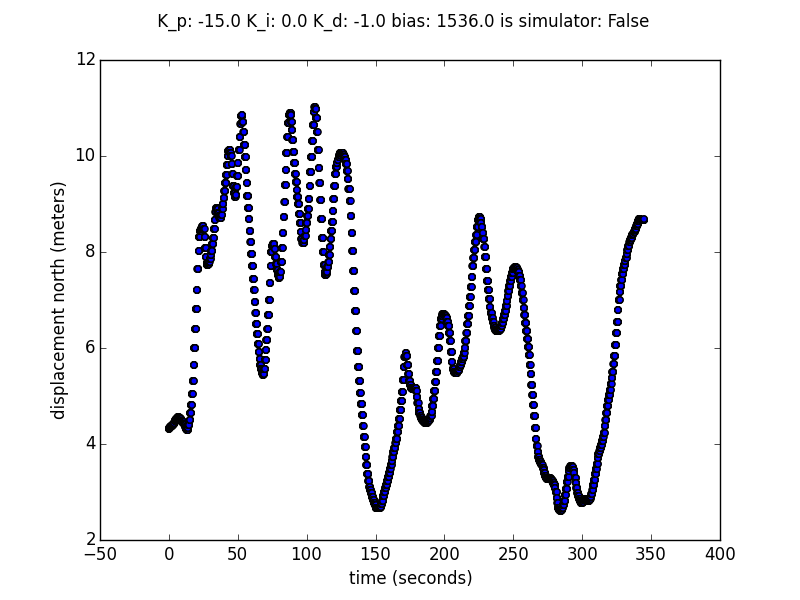 K_p: -15.0 K_i: 0.0 K_d: -1.0 bias: 1536.0 is simulator: False
12
10
8
6
4
2
displacement north (meters)
−50 0 50 100 150 200 250 300 350 400
time (seconds)